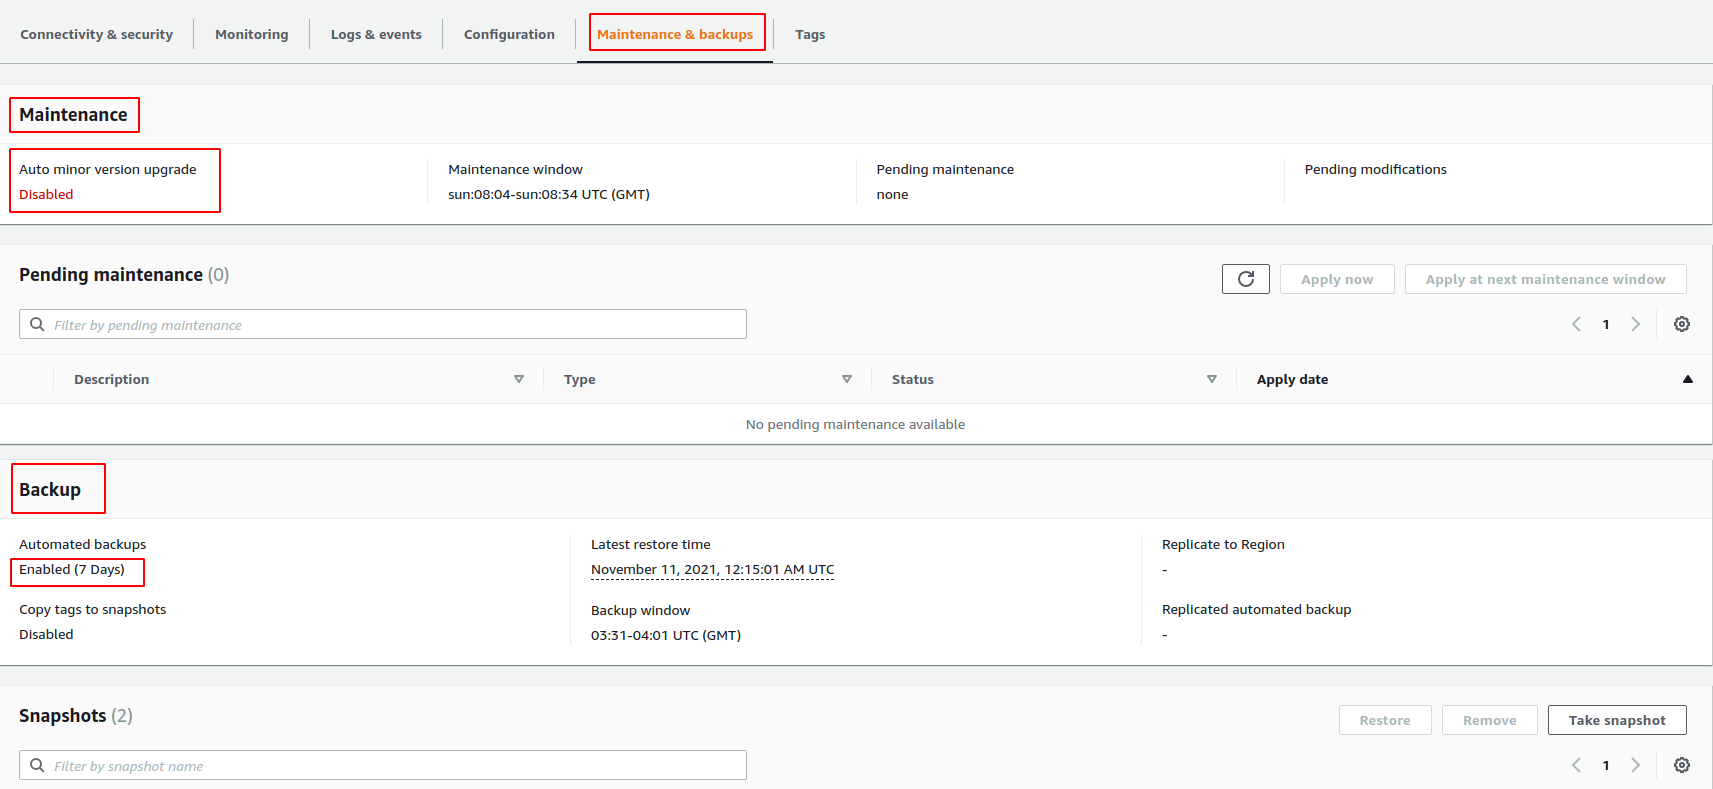 Connectivity & security Monitoring Logs & events Configuration Maintenance & backups Tags
Maintenance
Auto minor version upgrade Maintenance window Pending maintenance Pending modifications
Disabled sun:08:04-sun:08:34 UTC (GMT) none
Pending maintenance (0)
Apply now Apply at next maintenance window
Filter by pending maintenance 1
Description Type Status Apply date
No pending maintenance available
Backup
Automated backups Latest restore time Replicate to Region
Enabled (7 Days) November 11, 2021, 12:15:01 AM UTC -
Copy tags to snapshots Backup window Replicated automated backup
Disabled 03:31-04:01 UTC (GMT) -
Snapshots (2)
Restore Remove Take snapshot
Filter by snapshot name 1